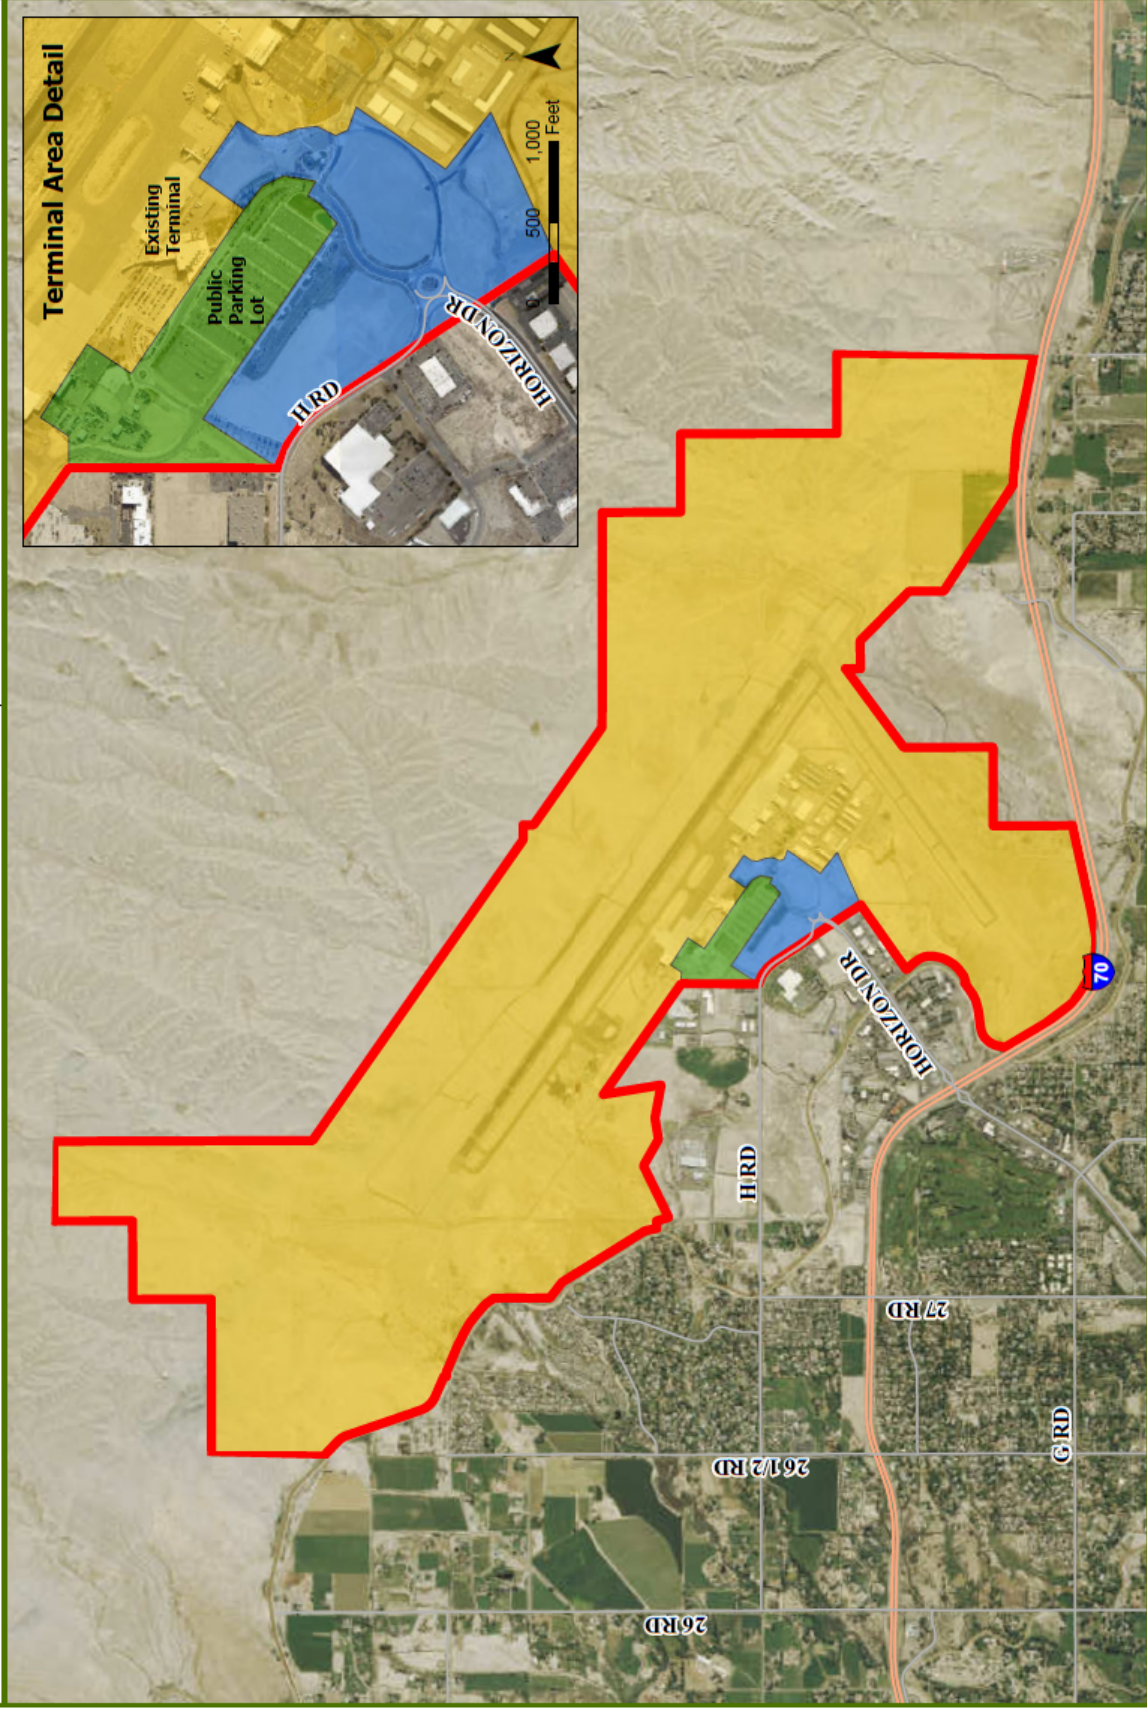 Terminal Area Detail
Existing
Terminal
Public
Parking
Lot
H RD
HORIZON DR
N
0 500 1,000
Feet
H RD
HORIZON DR
70
27 RD
26 1/2 RD
26 RD
G RD